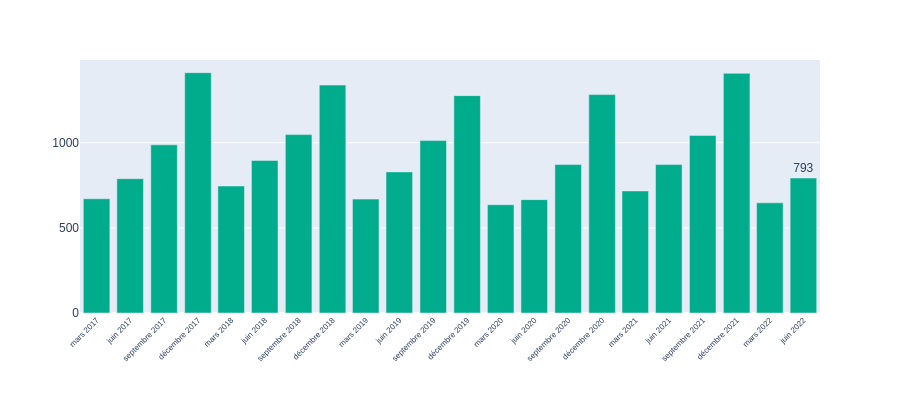 1000
500
0
793
mars 2017
juin 2017
septembre 2017
décembre 2017
mars 2018
juin 2018
septembre 2018
décembre 2018
mars 2019
juin 2019
septembre 2019
décembre 2019
mars 2020
juin 2020
septembre 2020
décembre 2020
mars 2021
juin 2021
septembre 2021
décembre 2021
mars 2022
juin 2022